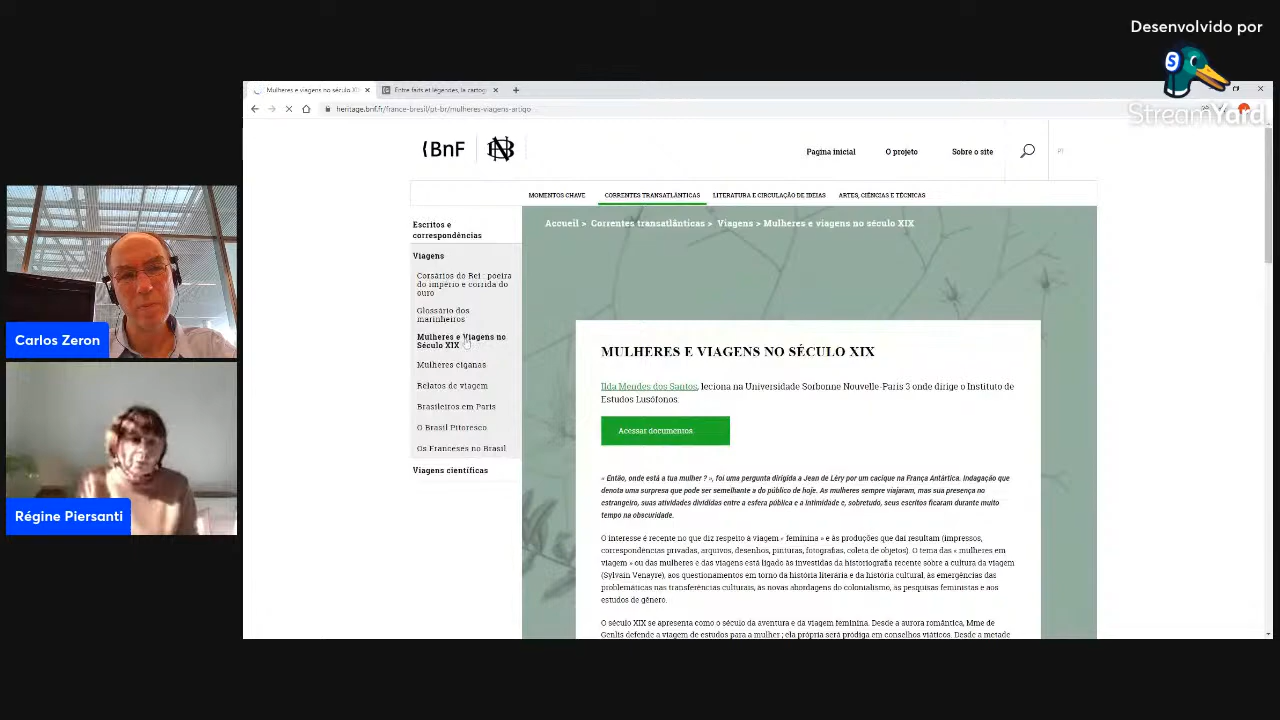 Desenvolvido por
S
StreamYard
Mulheres e viagens no século XIX
Entre faits et légendes, la cartog
heritage.bnf.fr/france-bresil/pt-br/mulheres-viagens-artigo
BnF
Pagina inicial
O projeto
Sobre o site
PT
MOMENTOS CHAVE
CORRENTES TRANSATLÂNTICAS
LITERATURA E CIRCULAÇÃO DE IDEIAS
ARTES, CIÊNCIAS E TÉCNICAS
Escritos e
correspondências
Viagens
Corsários do Rei : poeira
do império e corrida do
ouro
Glossário dos
marinheiros
Mulheres e Viagens no
Século XIX
Mulheres ciganas
Relatos de viagem
Brasileiros em Paris
O Brasil Pitoresco
Os Franceses no Brasil
Viagens científicas
Accueil > Correntes transatlânticas > Viagens > Mulheres e viagens no século XIX
MULHERES E VIAGENS NO SÉCULO XIX
Ilda Mendes dos Santos, leciona na Universidade Sorbonne Nouvelle-Paris 3 onde dirige o Instituto de
Estudos Lusófonos.
Acessar documentos.
« Então, onde está a tua mulher ? », foi uma pergunta dirigida a Jean de Léry por um cacique na França Antártica. Indagação que
denota uma surpresa que pode ser semelhante a do público de hoje. As mulheres sempre viajaram, mas sua presença no
estrangeiro, suas atividades divididas entre a esfera pública e a intimidade e, sobretudo, seus escritos ficaram durante muito
tempo na obscuridade.
O interesse é recente no que diz respeito à viagem « feminina » e às produções que daí resultam (impressos,
correspondências privadas, arquivos, desenhos, pinturas, fotografias, coleta de objetos). O tema das « mulheres em
viagem » ou das mulheres e das viagens está ligado às investidas da historiografia recente sobre a cultura da viagem
(Sylvain Venayre), aos questionamentos em torno da história literária e da história cultural, às emergências das
problemáticas nas transferências culturais, às novas abordagens do colonialismo, às pesquisas feministas e aos
estudos de gênero.
O século XIX se apresenta como o século da aventura e da viagem feminina. Desde a aurora romântica, Mme de
Genlis defende a viagem de estudos para a mulher ; ela própria será pródiga em conselhos viáticos. Desde a metade
Carlos Zeron
Régine Piersanti